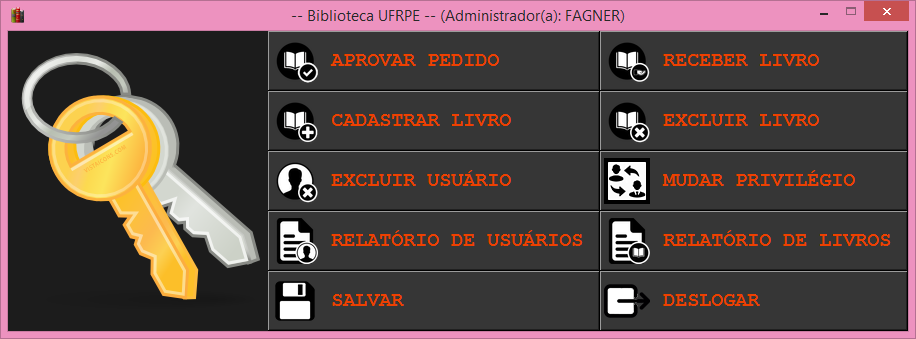 -- Biblioteca UFRPE -- (Administrador(a): FAGNER)
APROVAR PEDIDO
RECEBER LIVRO
CADASTRAR LIVRO
EXCLUIR LIVRO
EXCLUIR USUÁRIO
MUDAR PRIVILÉGIO
RELATÓRIO DE USUÁRIOS
RELATÓRIO DE LIVROS
SALVAR
DESLOGAR